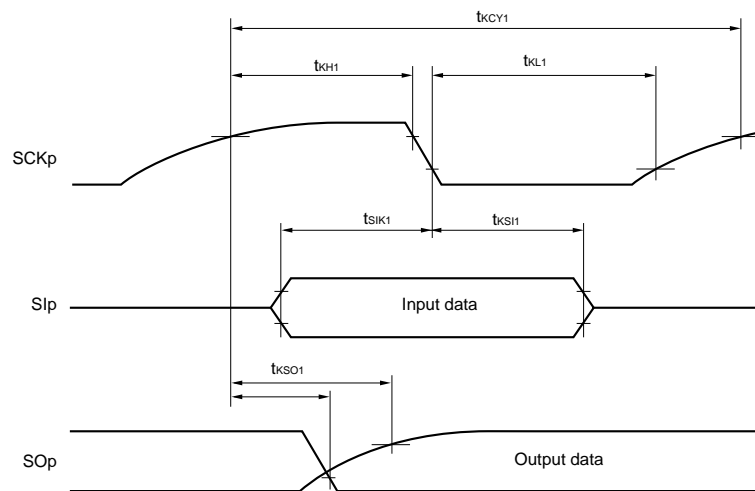 tKCY1
tKH1
tKL1
SCKp
tSIK1
tKSI1
SIp
Input data
tKSO1
SOp
Output data